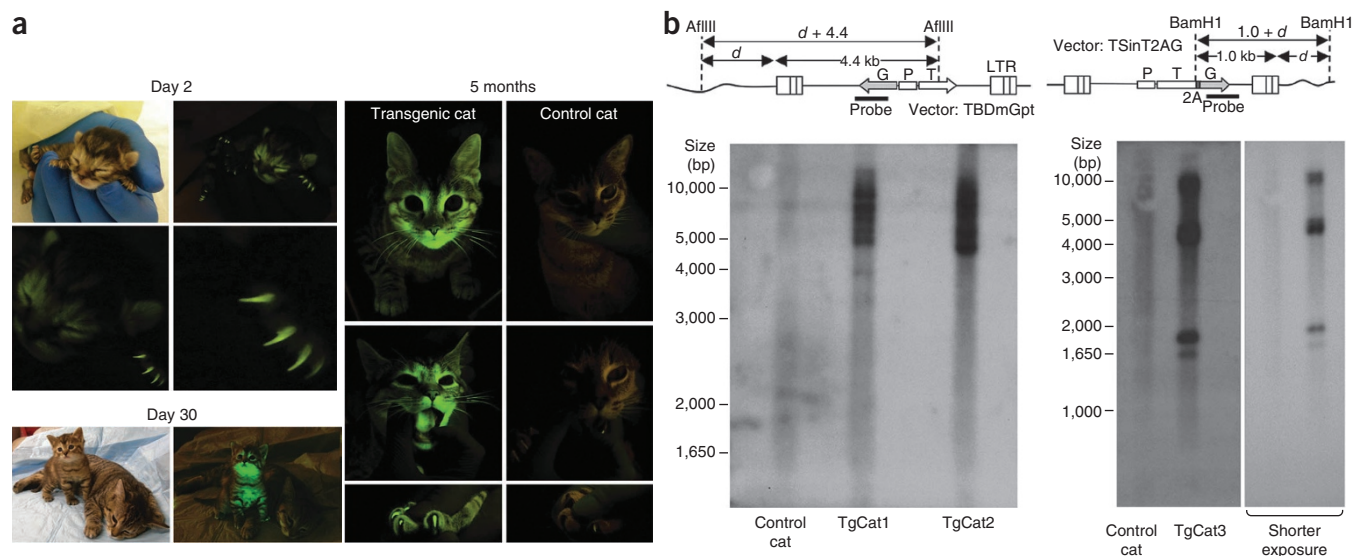 a
Day 2
5 months
Transgenic cat
Control cat
Day 30
b
AflIII
AflIII
d + 4.4
d
4.4 kb
G
P
T
LTR
Probe
Vector: TBDmGpt
BamH1
BamH1
1.0 + d
Vector: TSinT2AG
1.0 kb
d
P
T
G
2A
Probe
Size
(bp)
10,000
5,000
4,000
3,000
2,000
1,650
Control
cat
TgCat1
TgCat2
Size
(bp)
10,000
5,000
4,000
3,000
2,000
1,650
1,000
Control
cat
TgCat3
Shorter
exposure